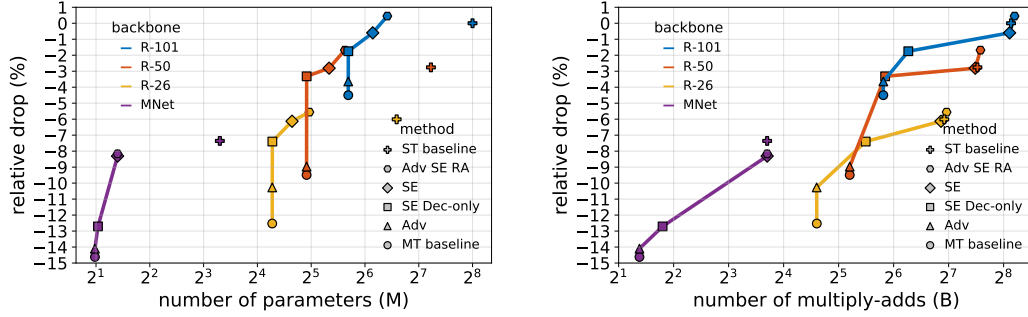 1
0
−1
−2
−3
−4
−5
−6
−7
−8
−9
−10
−11
−12
−13
−14
−15
relative drop (%)
backbone
R-101
R-50
R-26
MNet
method
ST baseline
Adv SE RA
SE
SE Dec-only
Adv
MT baseline
2^1 2^2 2^3 2^4 2^5 2^6 2^7 2^8
number of parameters (M)
1
0
−1
−2
−3
−4
−5
−6
−7
−8
−9
−10
−11
−12
−13
−14
−15
relative drop (%)
backbone
R-101
R-50
R-26
MNet
method
ST baseline
Adv SE RA
SE
SE Dec-only
Adv
MT baseline
2^1 2^2 2^3 2^4 2^5 2^6 2^7 2^8
number of multiply-adds (B)